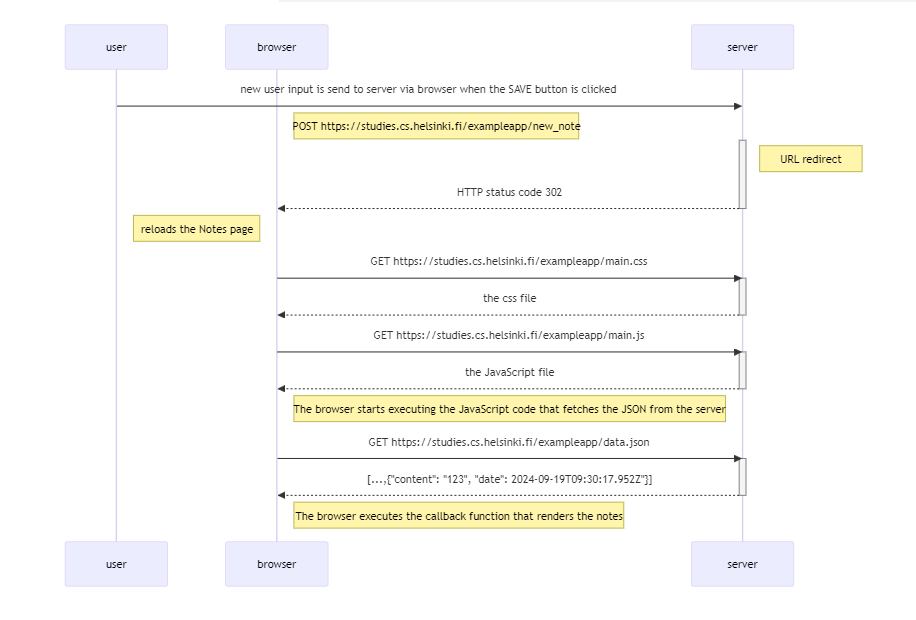 user
browser
server
new user input is send to server via browser when the SAVE button is clicked
POST https://studies.cs.helsinki.fi/exampleapp/new_note
URL redirect
HTTP status code 302
reloads the Notes page
GET https://studies.cs.helsinki.fi/exampleapp/main.css
the css file
GET https://studies.cs.helsinki.fi/exampleapp/main.js
the JavaScript file
The browser starts executing the JavaScript code that fetches the JSON from the server
GET https://studies.cs.helsinki.fi/exampleapp/data.json
[...,{"content": "123", "date": 2024-09-19T09:30:17.952Z"}]
The browser executes the callback function that renders the notes
user
browser
server